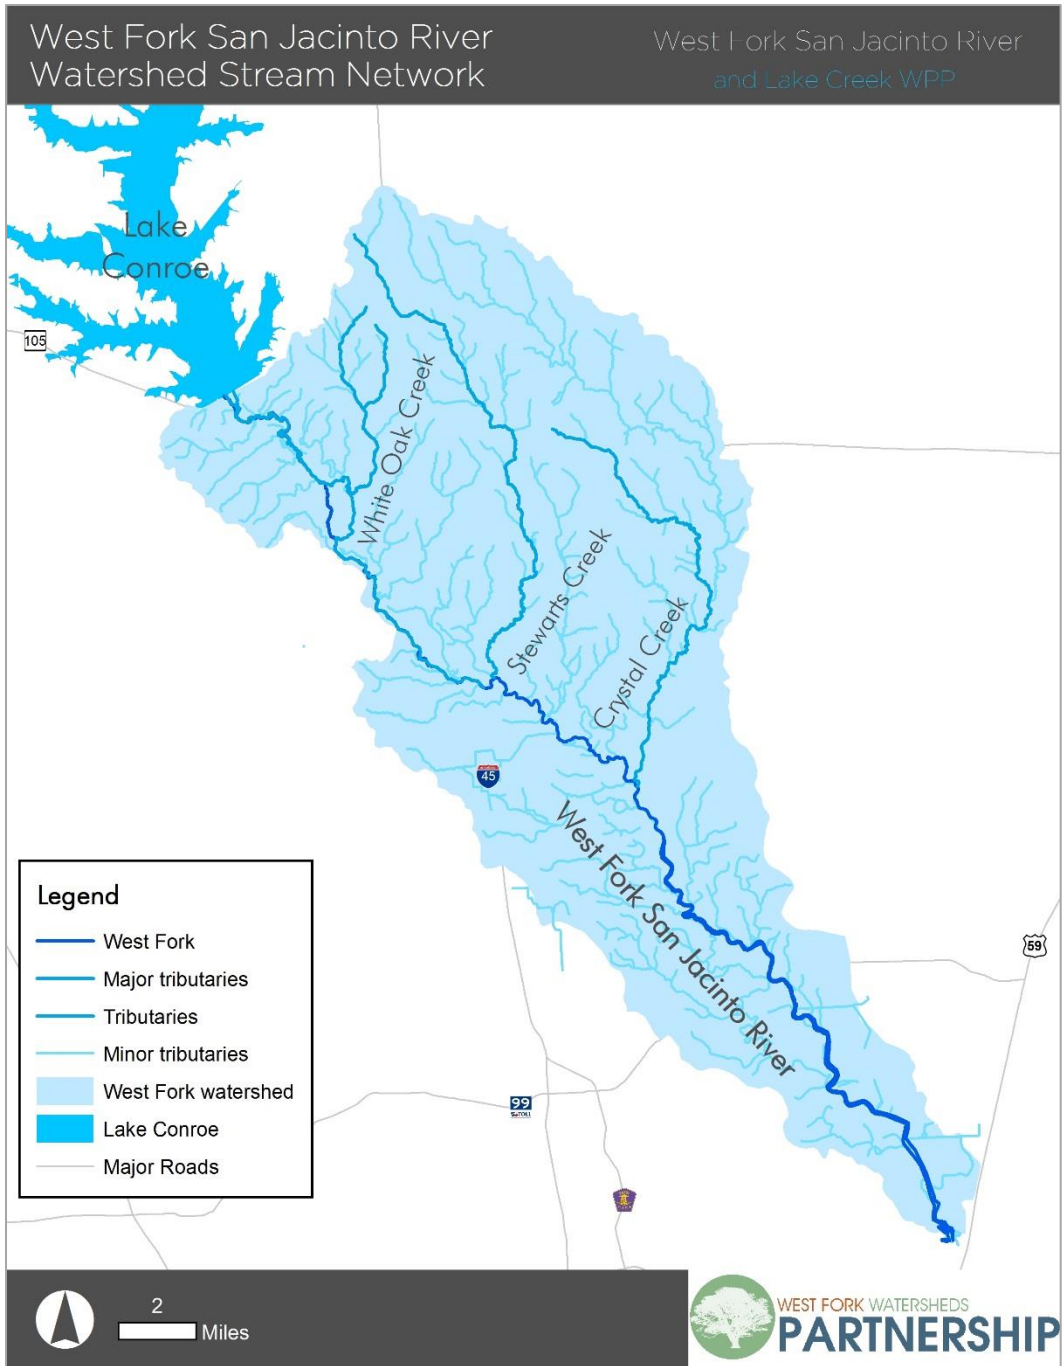 West Fork San Jacinto River
Watershed Stream Network
West Fork San Jacinto River
and Lake Creek WPP
Lake
Conroe
105
White Oak Creek
Stewarts Creek
Crystal Creek
45
West Fork San Jacinto River
59
99
Legend
West Fork
Major tributaries
Tributaries
Minor tributaries
West Fork watershed
Lake Conroe
Major Roads
2
Miles
WEST FORK WATERSHEDS
PARTNERSHIP